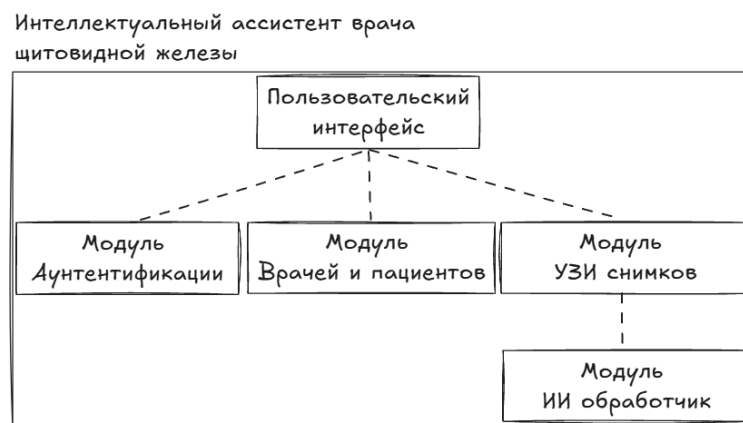 Интеллектуальный ассистент врача
щитовидной железы
Пользовательский
интерфейс
Модуль
Аунтентификации
Модуль
Врачей и пациентов
Модуль
УЗИ снимков
Модуль
ИИ обработчик